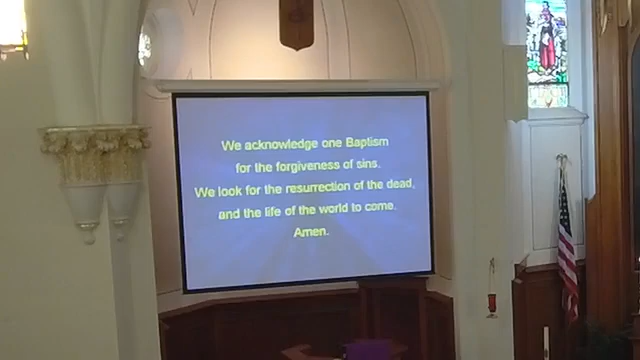 We acknowledge one Baptism
for the forgiveness of sins.
We look for the resurrection of the dead,
and the life of the world to come.
Amen.